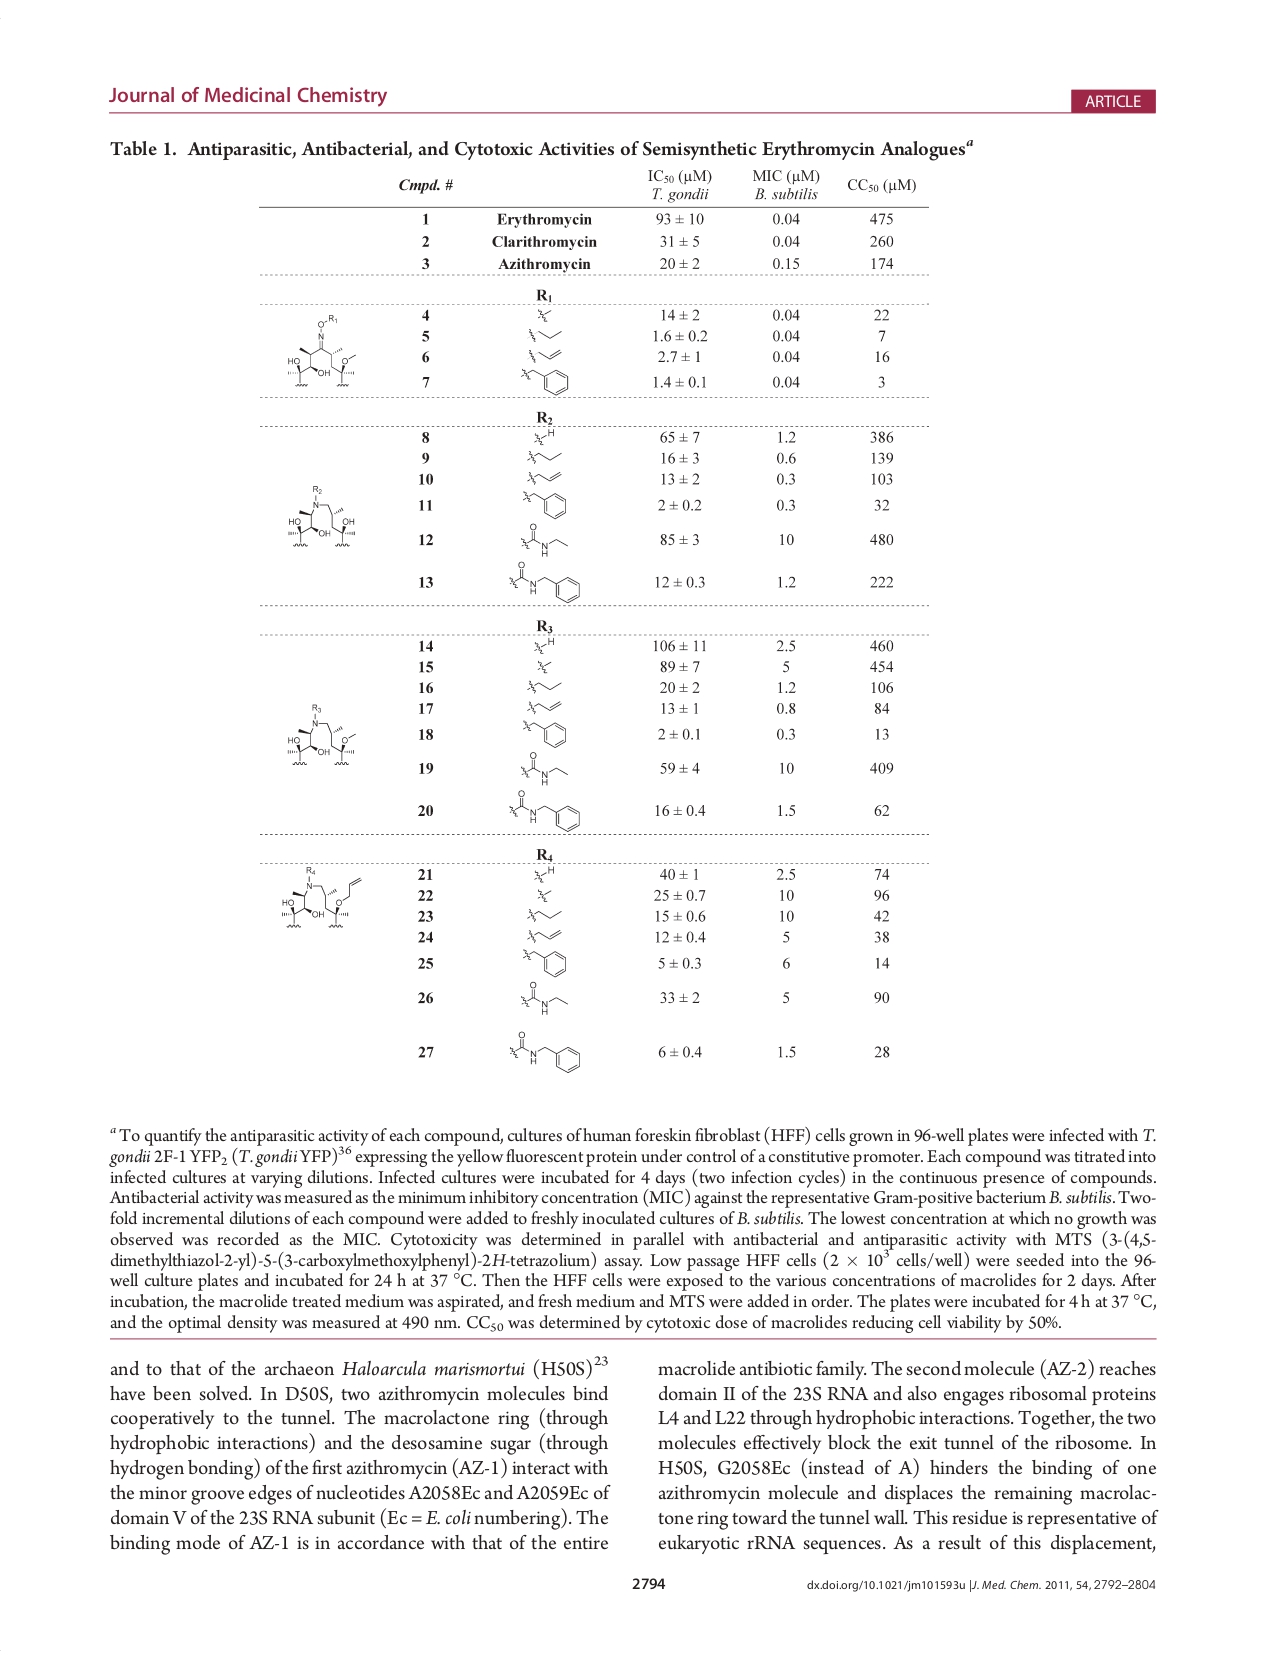 Journal of Medicinal Chemistry
ARTICLE
Table 1. Antiparasitic, Antibacterial, and Cytotoxic Activities of Semisynthetic Erythromycin Analogues^a
Cmpd. # IC50 (μM) T. gondii MIC (μM) B. subtilis CC50 (μM)
1 Erythromycin 93 ± 10 0.04 475
2 Clarithromycin 31 ± 5 0.04 260
3 Azithromycin 20 ± 2 0.15 174
R1
4 14 ± 2 0.04 22
5 1.6 ± 0.2 0.04 7
6 2.7 ± 1 0.04 16
7 1.4 ± 0.1 0.04 3
O R1
N
HO OH O
R2
8 H 65 ± 7 1.2 386
9 16 ± 3 0.6 139
10 13 ± 2 0.3 103
11 2 ± 0.2 0.3 32
12 O N H 85 ± 3 10 480
13 O N H 12 ± 0.3 1.2 222
R2
N
HO OH OH
R3
14 H 106 ± 11 2.5 460
15 89 ± 7 5 454
16 20 ± 2 1.2 106
17 13 ± 1 0.8 84
18 2 ± 0.1 0.3 13
19 O N H 59 ± 4 10 409
20 O N H 16 ± 0.4 1.5 62
R3
N
HO OH O
R4
21 H 40 ± 1 2.5 74
22 25 ± 0.7 10 96
23 15 ± 0.6 10 42
24 12 ± 0.4 5 38
25 5 ± 0.3 6 14
26 O N H 33 ± 2 5 90
27 O N H 6 ± 0.4 1.5 28
R4
N
HO OH O
^a To quantify the antiparasitic activity of each compound, cultures of human foreskin fibroblast (HFF) cells grown in 96-well plates were infected with T.
gondii 2F-1 YFP2 (T. gondii YFP)^36 expressing the yellow fluorescent protein under control of a constitutive promoter. Each compound was titrated into
infected cultures at varying dilutions. Infected cultures were incubated for 4 days (two infection cycles) in the continuous presence of compounds.
Antibacterial activity was measured as the minimum inhibitory concentration (MIC) against the representative Gram-positive bacterium B. subtilis. Two-
fold incremental dilutions of each compound were added to freshly inoculated cultures of B. subtilis. The lowest concentration at which no growth was
observed was recorded as the MIC. Cytotoxicity was determined in parallel with antibacterial and antiparasitic activity with MTS (3-(4,5-
dimethylthiazol-2-yl)-5-(3-carboxylmethoxylphenyl)-2H-tetrazolium) assay. Low passage HFF cells (2 × 10^3 cells/well) were seeded into the 96-
well culture plates and incubated for 24 h at 37 °C. Then the HFF cells were exposed to the various concentrations of macrolides for 2 days. After
incubation, the macrolide treated medium was aspirated, and fresh medium and MTS were added in order. The plates were incubated for 4 h at 37 °C,
and the optimal density was measured at 490 nm. CC50 was determined by cytotoxic dose of macrolides reducing cell viability by 50%.
and to that of the archaeon Haloarcula marismortui (H50S)^23
have been solved. In D50S, two azithromycin molecules bind
cooperatively to the tunnel. The macrolactone ring (through
hydrophobic interactions) and the desosamine sugar (through
hydrogen bonding) of the first azithromycin (AZ-1) interact with
the minor groove edges of nucleotides A2058Ec and A2059Ec of
domain V of the 23S RNA subunit (Ec = E. coli numbering). The
binding mode of AZ-1 is in accordance with that of the entire
macrolide antibiotic family. The second molecule (AZ-2) reaches
domain II of the 23S RNA and also engages ribosomal proteins
L4 and L22 through hydrophobic interactions. Together, the two
molecules effectively block the exit tunnel of the ribosome. In
H50S, G2058Ec (instead of A) hinders the binding of one
azithromycin molecule and displaces the remaining macrolac-
tone ring toward the tunnel wall. This residue is representative of
eukaryotic rRNA sequences. As a result of this displacement,
2794
dx.doi.org/10.1021/jm101593u |J. Med. Chem. 2011, 54, 2792–2804